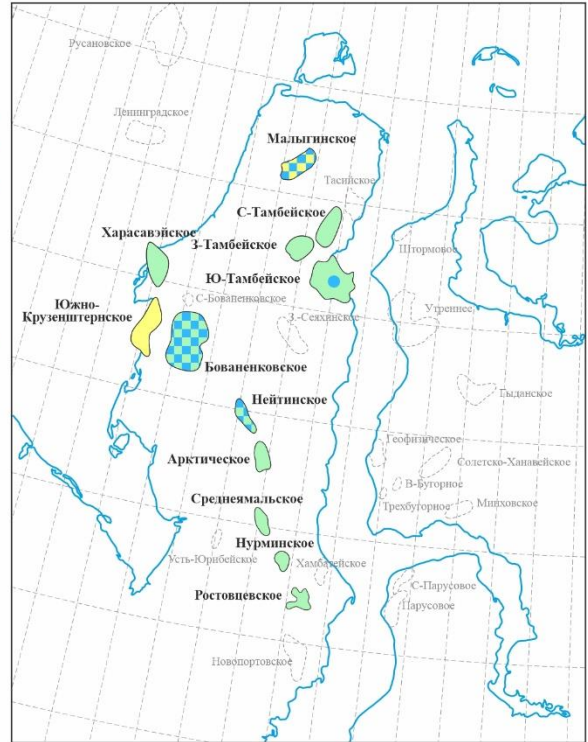 Русановское
Ленинградское
Малыгинское
Тасийское
С-Тамбейское
Харасавэйское
З-Тамбейское
Штормовое
Ю-Тамбейское
С-Бованенковское
Южно-
Крузенштернское
Утреннее
З.-Сеяхинское
Бованенковское
Гыданское
Нейтинское
Геофизическое
Арктическое
Солетско-Ханавейское
В-Бугорное
Среднеямальское
Трехбугорное
Минховское
Нурминское
Усть-Юрибейское
Хамбатейское
С-Парусовое
Ростовцевское
Парусовое
Новопортовское